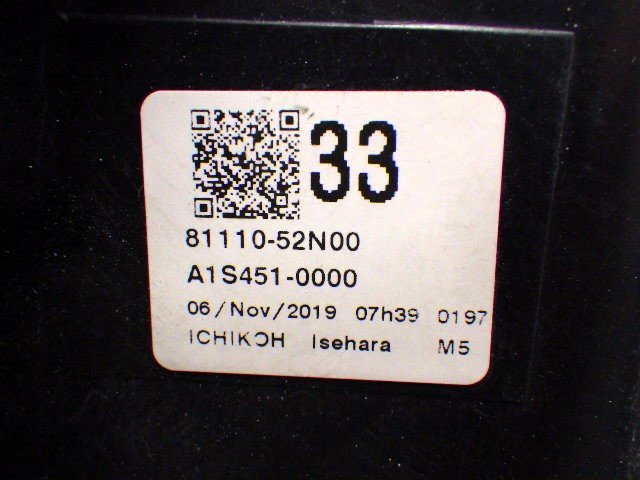 33
81110-52N00
A1S451-0000
06/Nov/2019 07h39 0197
ICHIKOH Isehara M5